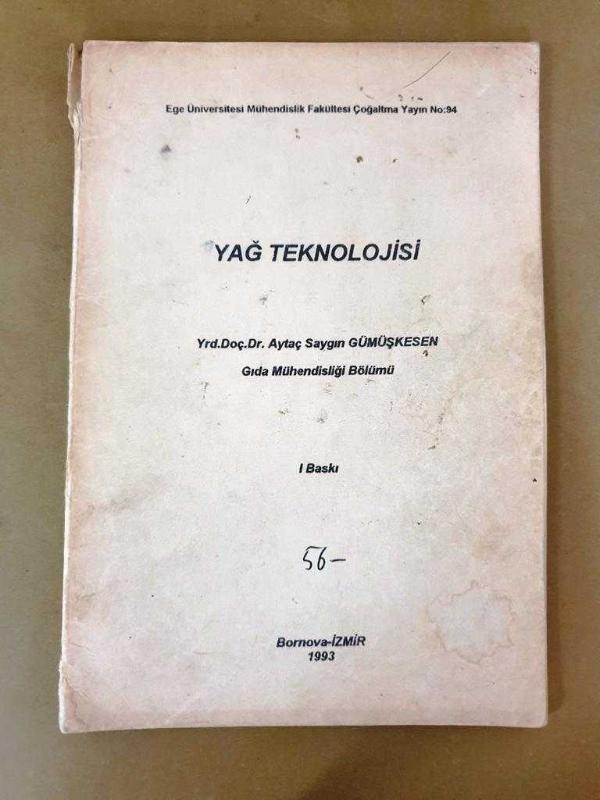 Ege Üniversitesi Mühendislik Fakültesi Çoğaltma Yayın No:94
YAĞ TEKNOLOJİSİ
Yrd.Doç.Dr. Aytaç Saygın GÜMÜŞKESEN
Gıda Mühendisliği Bölümü
I Baskı
56-
Bornova-İZMİR
1993